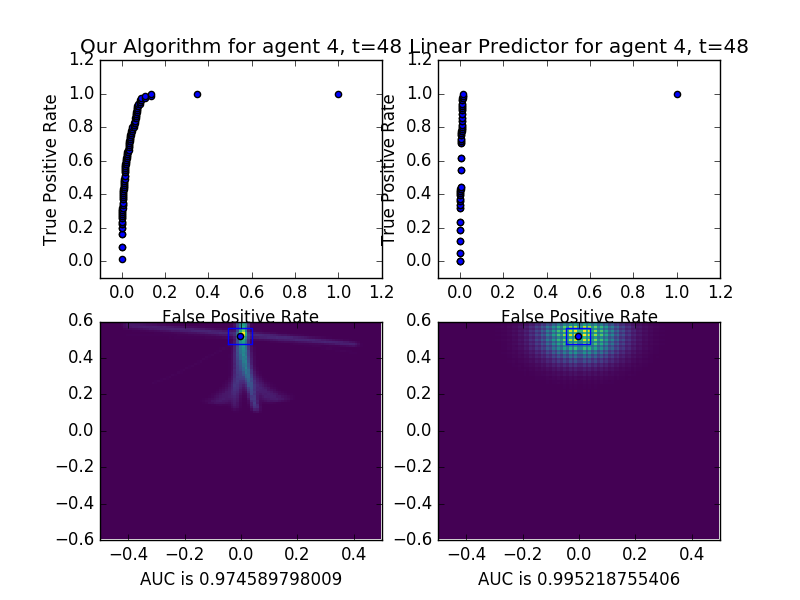 Our Algorithm for agent 4, t=48
Linear Predictor for agent 4, t=48
1.2
1.0
0.8
0.6
0.4
0.2
0.0
True Positive Rate
0.0 0.2 0.4 0.6 0.8 1.0 1.2
False Positive Rate
1.2
1.0
0.8
0.6
0.4
0.2
0.0
True Positive Rate
0.0 0.2 0.4 0.6 0.8 1.0 1.2
False Positive Rate
0.6
0.4
0.2
0.0
−0.2
−0.4
−0.6
−0.4 −0.2 0.0 0.2 0.4
AUC is 0.974589798009
0.6
0.4
0.2
0.0
−0.2
−0.4
−0.6
−0.4 −0.2 0.0 0.2 0.4
AUC is 0.995218755406